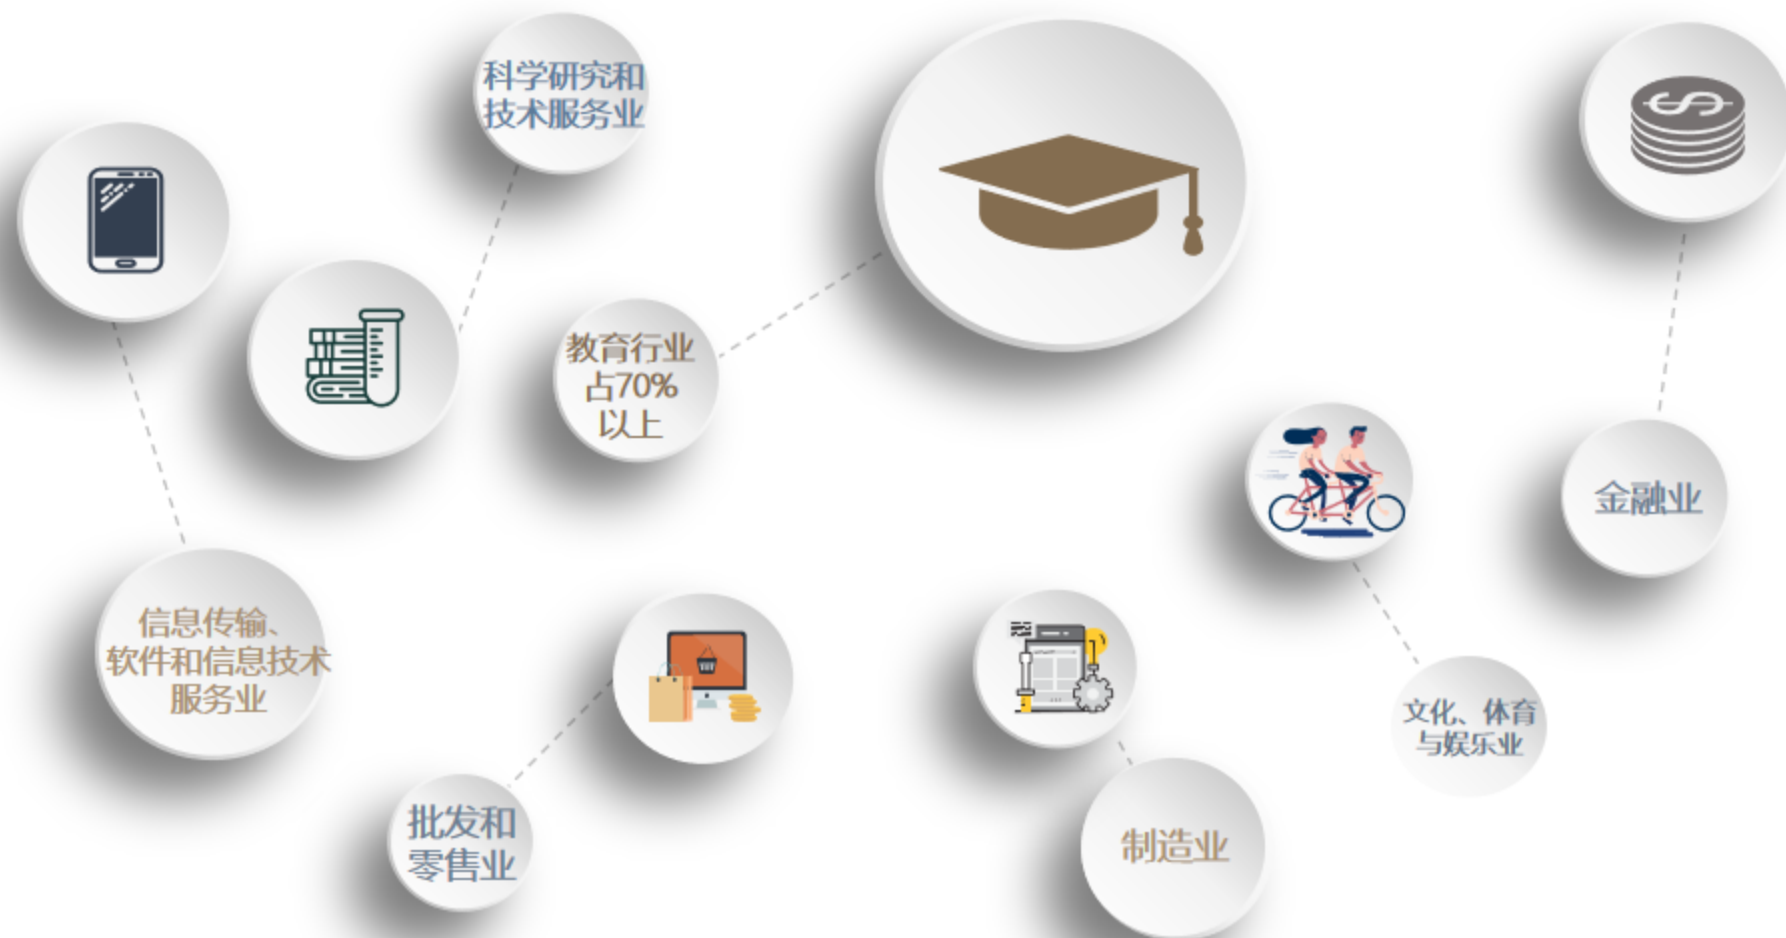 科学研究和
技术服务业
教育行业
占70%
以上
金融业
信息传输、
软件和信息技术
服务业
文化、体育
与娱乐业
批发和
零售业
制造业